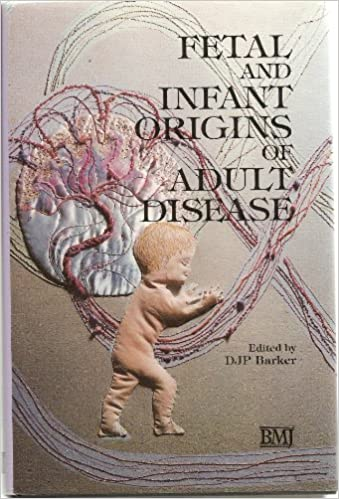 FETAL
AND
INFANT
ORIGINS
OF
ADULT
DISEASE
Edited by
DJP Barker
BMJ